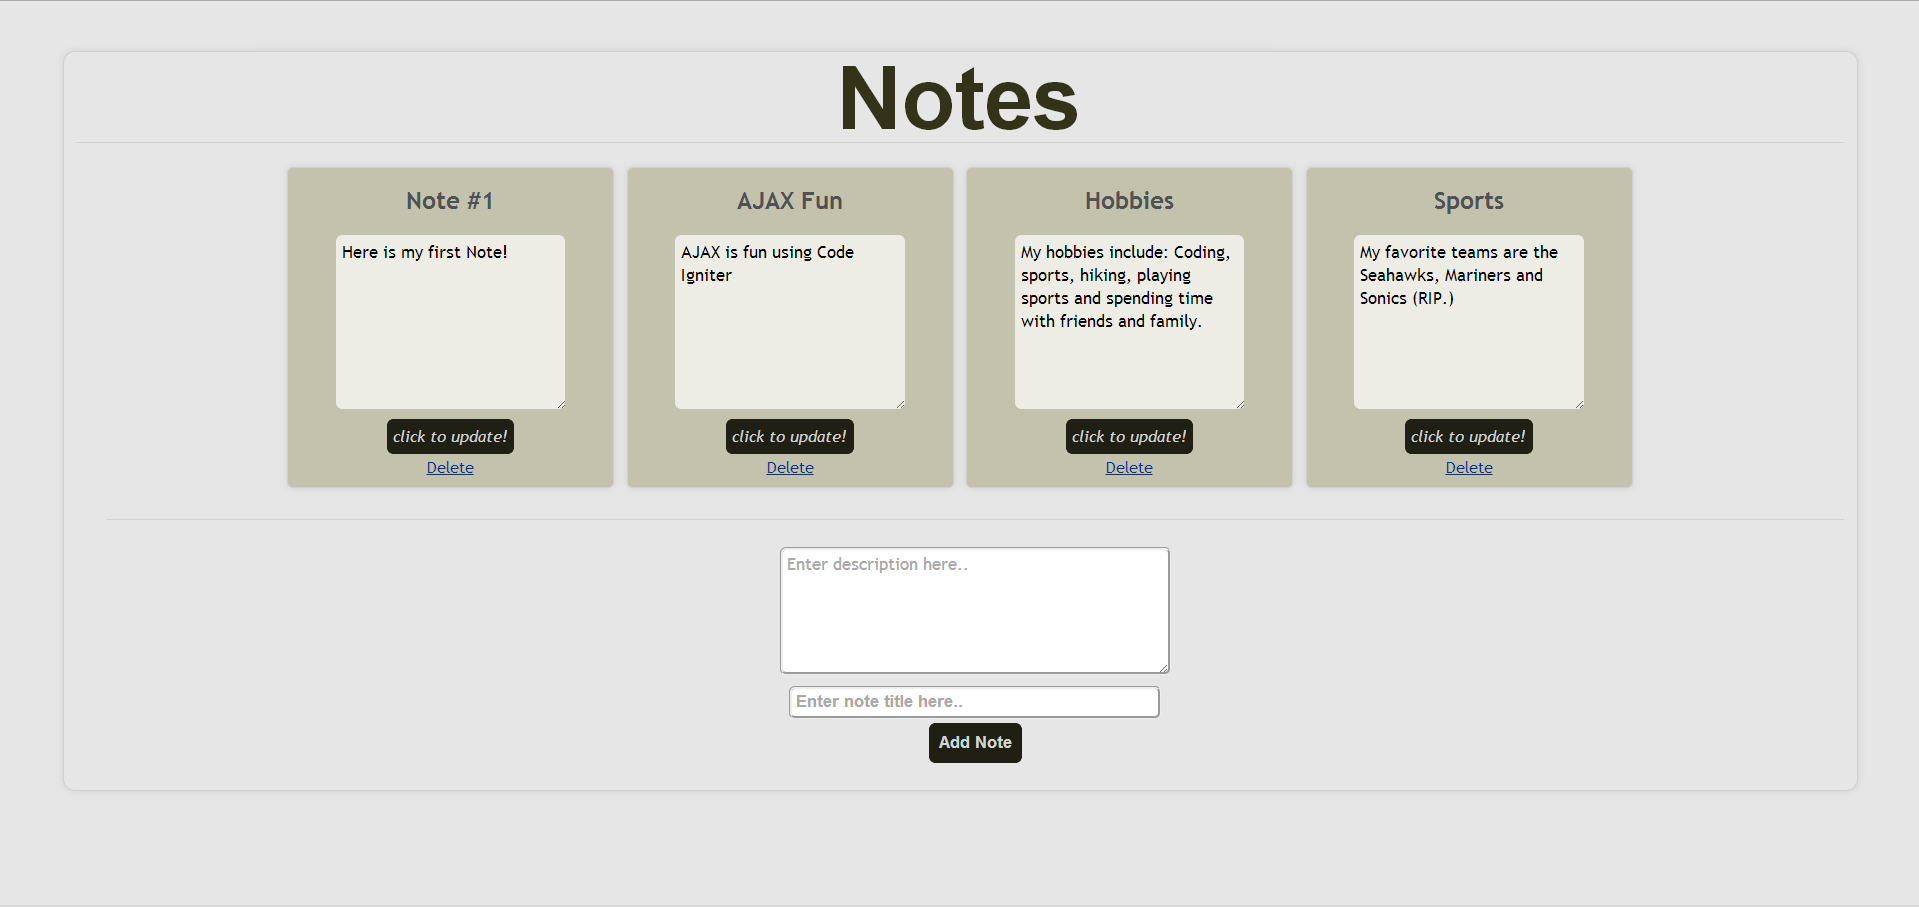 Notes
Note #1
Here is my first Note!
click to update!
Delete
AJAX Fun
AJAX is fun using Code
Igniter
click to update!
Delete
Hobbies
My hobbies include: Coding,
sports, hiking, playing
sports and spending time
with friends and family.
click to update!
Delete
Sports
My favorite teams are the
Seahawks, Mariners and
Sonics (RIP.)
click to update!
Delete
Enter description here..
Enter note title here..
Add Note